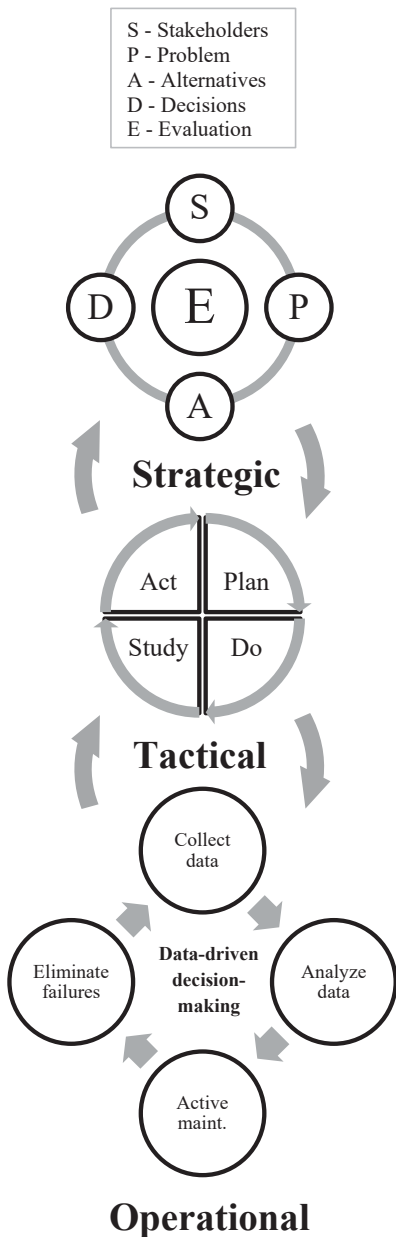 S - Stakeholders
P - Problem
A - Alternatives
D - Decisions
E - Evaluation
S
D
E
P
A
Strategic
Act
Plan
Study
Do
Tactical
Collect
data
Eliminate
failures
Data-driven
decision-
making
Analyze
data
Active
maint.
Operational